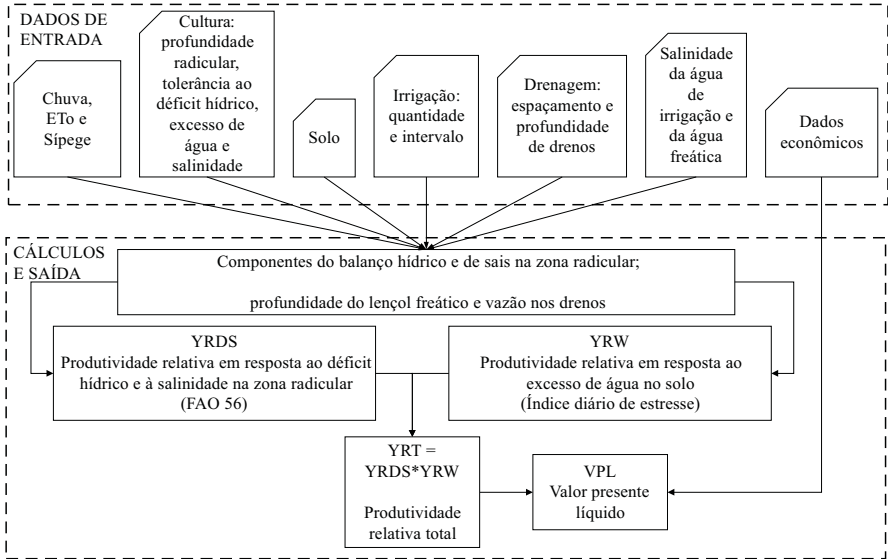 DADOS DE
ENTRADA
Chuva,
ETo e
Sípege
Cultura:
profundidade
radicular,
tolerância ao
déficit hídrico,
excesso de
água e
salinidade
Solo
Irrigação:
quantidade
e intervalo
Drenagem:
espaçamento e
profundidade
de drenos
Salinidade
da água
de
irrigação e
da água
freática
Dados
econômicos
CÁLCULOS
E SAÍDA
Componentes do balanço hídrico e de sais na zona radicular;
profundidade do lençol freático e vazão nos drenos
YRDS
Produtividade relativa em resposta ao déficit
hídrico e à salinidade na zona radicular
(FAO 56)
YRW
Produtividade relativa em resposta ao
excesso de água no solo
(Índice diário de estresse)
YRT =
YRDS*YRW
Produtividade
relativa total
VPL
Valor presente
líquido